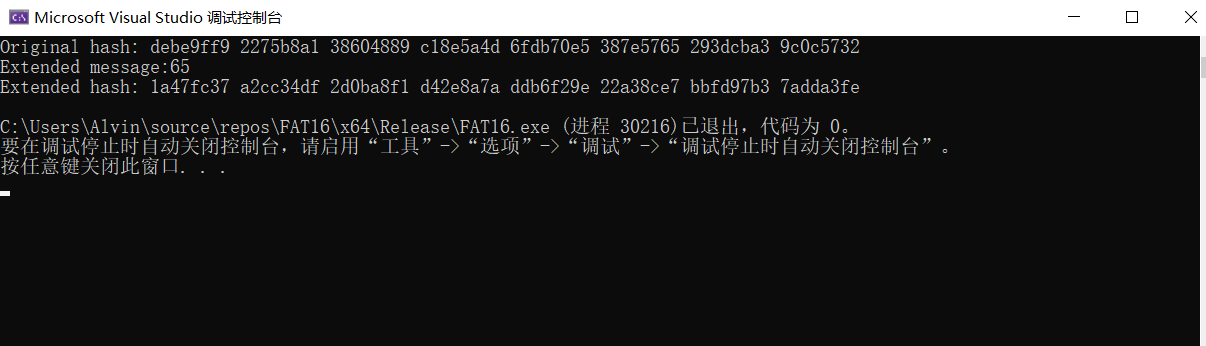 Microsoft Visual Studio 调试控制台
Original hash: debe9ff9 2275b8a1 38604889 c18e5a4d 6fdb70e5 387e5765 293dcba3 9c0c5732
Extended message:65
Extended hash: 1a47fc37 a2cc34df 2d0ba8f1 d42e8a7a ddb6f29e 22a38ce7 bbfd97b3 7adda3fe
C:\Users\Alvin\source\repos\FAT16\x64\Release\FAT16.exe (进程 30216)已退出，代码为 0。
要在调试停止时自动关闭控制台，请启用“工具”->“选项”->“调试”->“调试停止时自动关闭控制台”。
按任意键关闭此窗口. . .